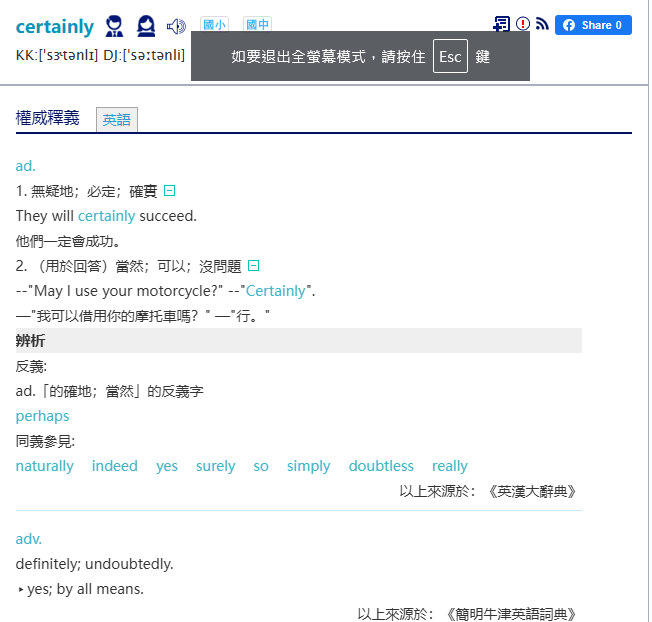 certainly 國小 國中 Share 0
KK:[ˋsɝtənlɪ] DJ:[ˋsə:tənli]
如要退出全螢幕模式，請按住 Esc 鍵
權威釋義 英語
ad.
1. 無疑地；必定；確實
They will certainly succeed.
他們一定會成功。
2. （用於回答）當然；可以；沒問題
--"May I use your motorcycle?" --"Certainly".
—"我可以借用你的摩托車嗎？" —"行。"
辨析
反義:
ad.「的確地；當然」的反義字
perhaps
同義參見:
naturally indeed yes surely so simply doubtless really
以上來源於：《英漢大辭典》
adv.
definitely; undoubtedly.
‣ yes; by all means.
以上來源於：《簡明牛津英語詞典》